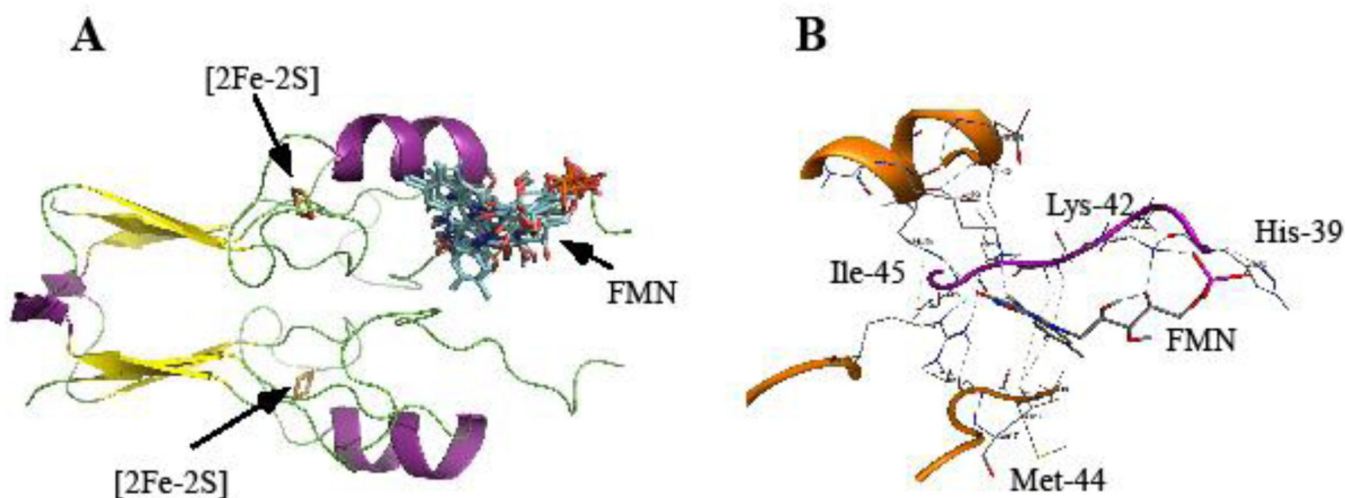 A
B
[2Fe-2S]
Lys-42
His-39
Ile-45
FMN
FMN
[2Fe-2S]
Met-44